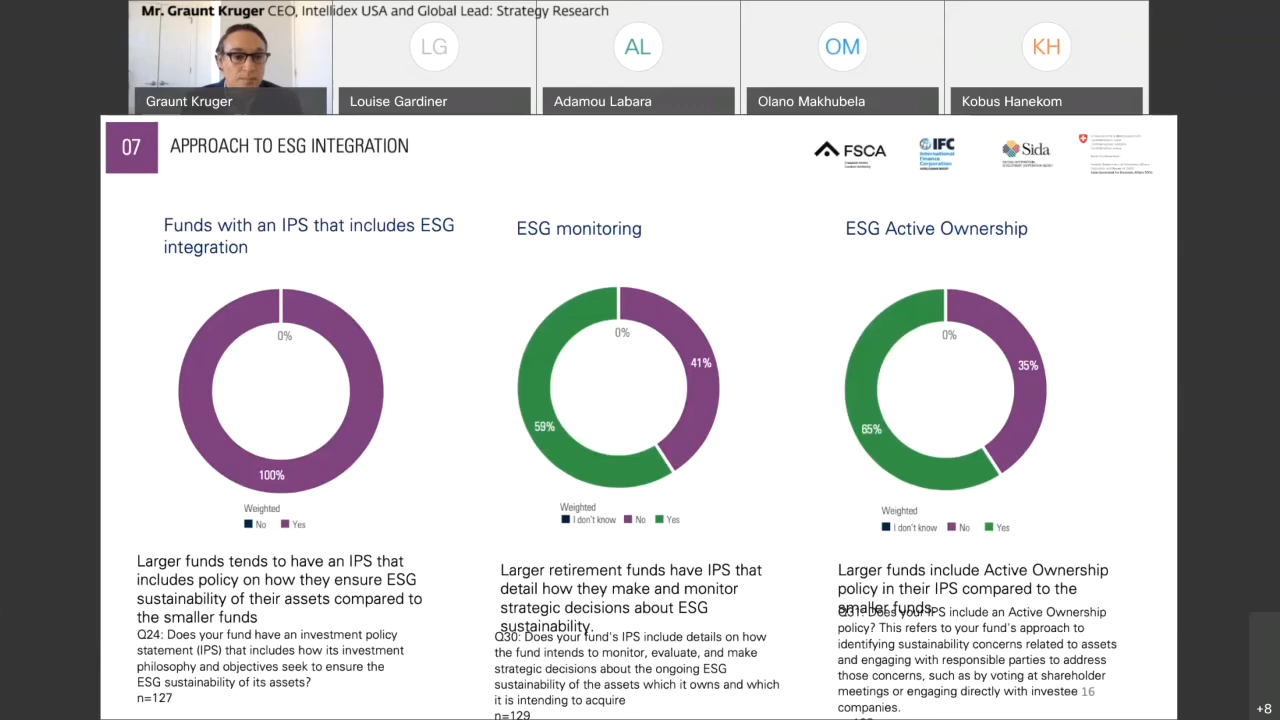 Mr. Graunt Kruger CEO, Intellidex USA and Global Lead: Strategy Research
LG
AL
OM
KH
Graunt Kruger
Louise Gardiner
Adamou Labara
Olano Makhubela
Kobus Hanekom
07
APPROACH TO ESG INTEGRATION
FSCA
IFC
International
Finance
Corporation
Sida
Funds with an IPS that includes ESG
integration
ESG monitoring
ESG Active Ownership
0%
100%
Weighted
No
Yes
0%
41%
59%
Weighted
I don't know
No
Yes
0%
35%
65%
Weighted
I don't know
No
Yes
Larger funds tends to have an IPS that
includes policy on how they ensure ESG
sustainability of their assets compared to
the smaller funds
Q24: Does your fund have an investment policy
statement (IPS) that includes how its investment
philosophy and objectives seek to ensure the
ESG sustainability of its assets?
n=127
Larger retirement funds have IPS that
detail how they make and monitor
strategic decisions about ESG
sustainability.
Q30: Does your fund's IPS include details on how
the fund intends to monitor, evaluate, and make
strategic decisions about the ongoing ESG
sustainability of the assets which it owns and which
it is intending to acquire
n=129
Larger funds include Active Ownership
policy in their IPS compared to the
smaller funds.
Q31: Does your IPS include an Active Ownership
policy? This refers to your fund's approach to
identifying sustainability concerns related to assets
and engaging with responsible parties to address
those concerns, such as by voting at shareholder
meetings or engaging directly with investee
companies.
16
+8